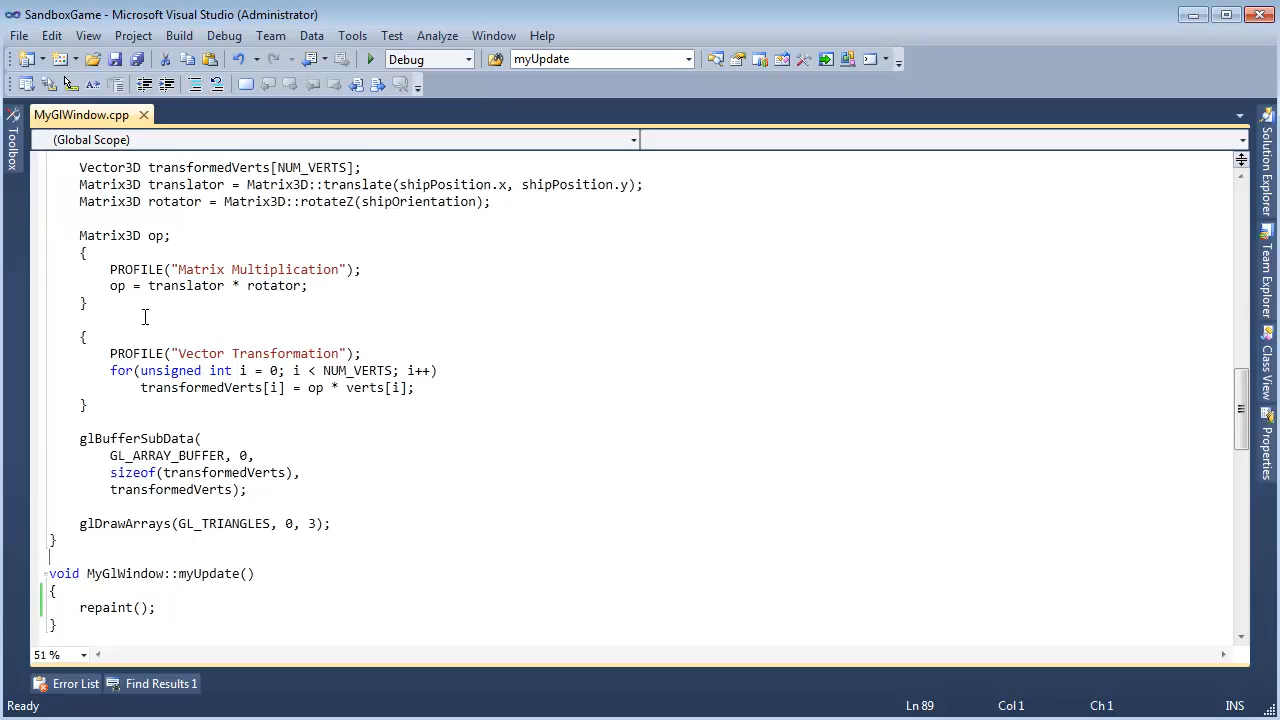 SandboxGame - Microsoft Visual Studio (Administrator)
File Edit View Project Build Debug Team Data Tools Test Analyze Window Help
Debug myUpdate
MyGlWindow.cpp
(Global Scope)
Toolbox
Solution Explorer
Team Explorer
Class View
Properties
Vector3D transformedVerts[NUM_VERTS];
Matrix3D translator = Matrix3D::translate(shipPosition.x, shipPosition.y);
Matrix3D rotator = Matrix3D::rotateZ(shipOrientation);
Matrix3D op;
{
PROFILE("Matrix Multiplication");
op = translator * rotator;
}
{
PROFILE("Vector Transformation");
for(unsigned int i = 0; i < NUM_VERTS; i++)
transformedVerts[i] = op * verts[i];
}
glBufferSubData(
GL_ARRAY_BUFFER, 0,
sizeof(transformedVerts),
transformedVerts);
glDrawArrays(GL_TRIANGLES, 0, 3);
}
void MyGlWindow::myUpdate()
{
repaint();
}
51 %
Error List Find Results 1
Ready Ln 89 Col 1 Ch 1 INS